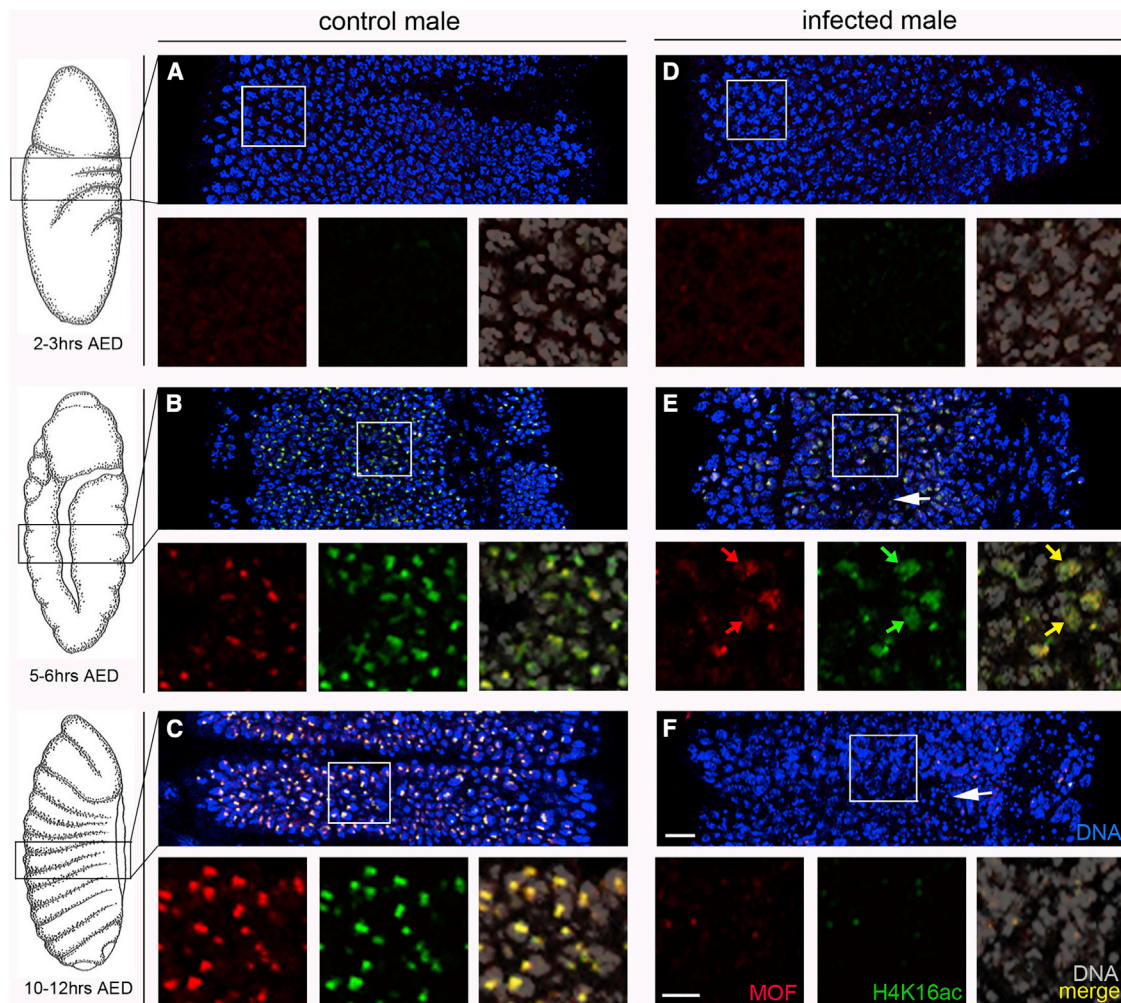 control male
infected male
A
D
2-3hrs AED
B
E
5-6hrs AED
C
F
DNA
10-12hrs AED
MOF
H4K16ac
DNA
merge